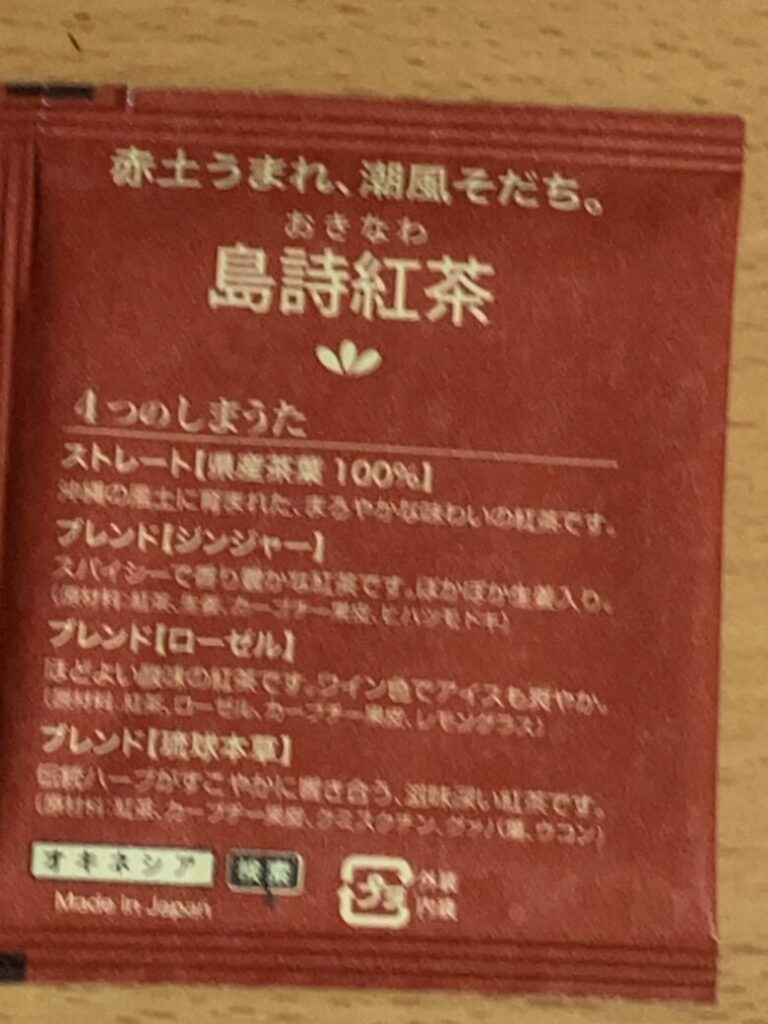 赤土うまれ、潮風そだち。
おきなわ
島詩紅茶
4つのしまうた
ストレート【県産茶葉 100%】
沖縄の風土に育まれた、まろやかな味わいの紅茶です。
ブレンド【ジンジャー】
スパイシーで香り豊かな紅茶です。ぽかぽか生姜入り。
(原材料:紅茶、生姜、カーブチー果皮、ヒハツモドキ)
ブレンド【ローゼル】
ほどよい酸味の紅茶です。ワイン色でアイスも爽やか。
(原材料:紅茶、ローゼル、カーブチー果皮、レモングラス)
ブレンド【琉球本草】
伝統ハーブがすこやかに響き合う、滋味深い紅茶です。
(原材料:紅茶、カーブチー果皮、クミスクチン、グァバ葉、ウコン)
オキネシア 検索
Made in Japan
プラ
外装
内装